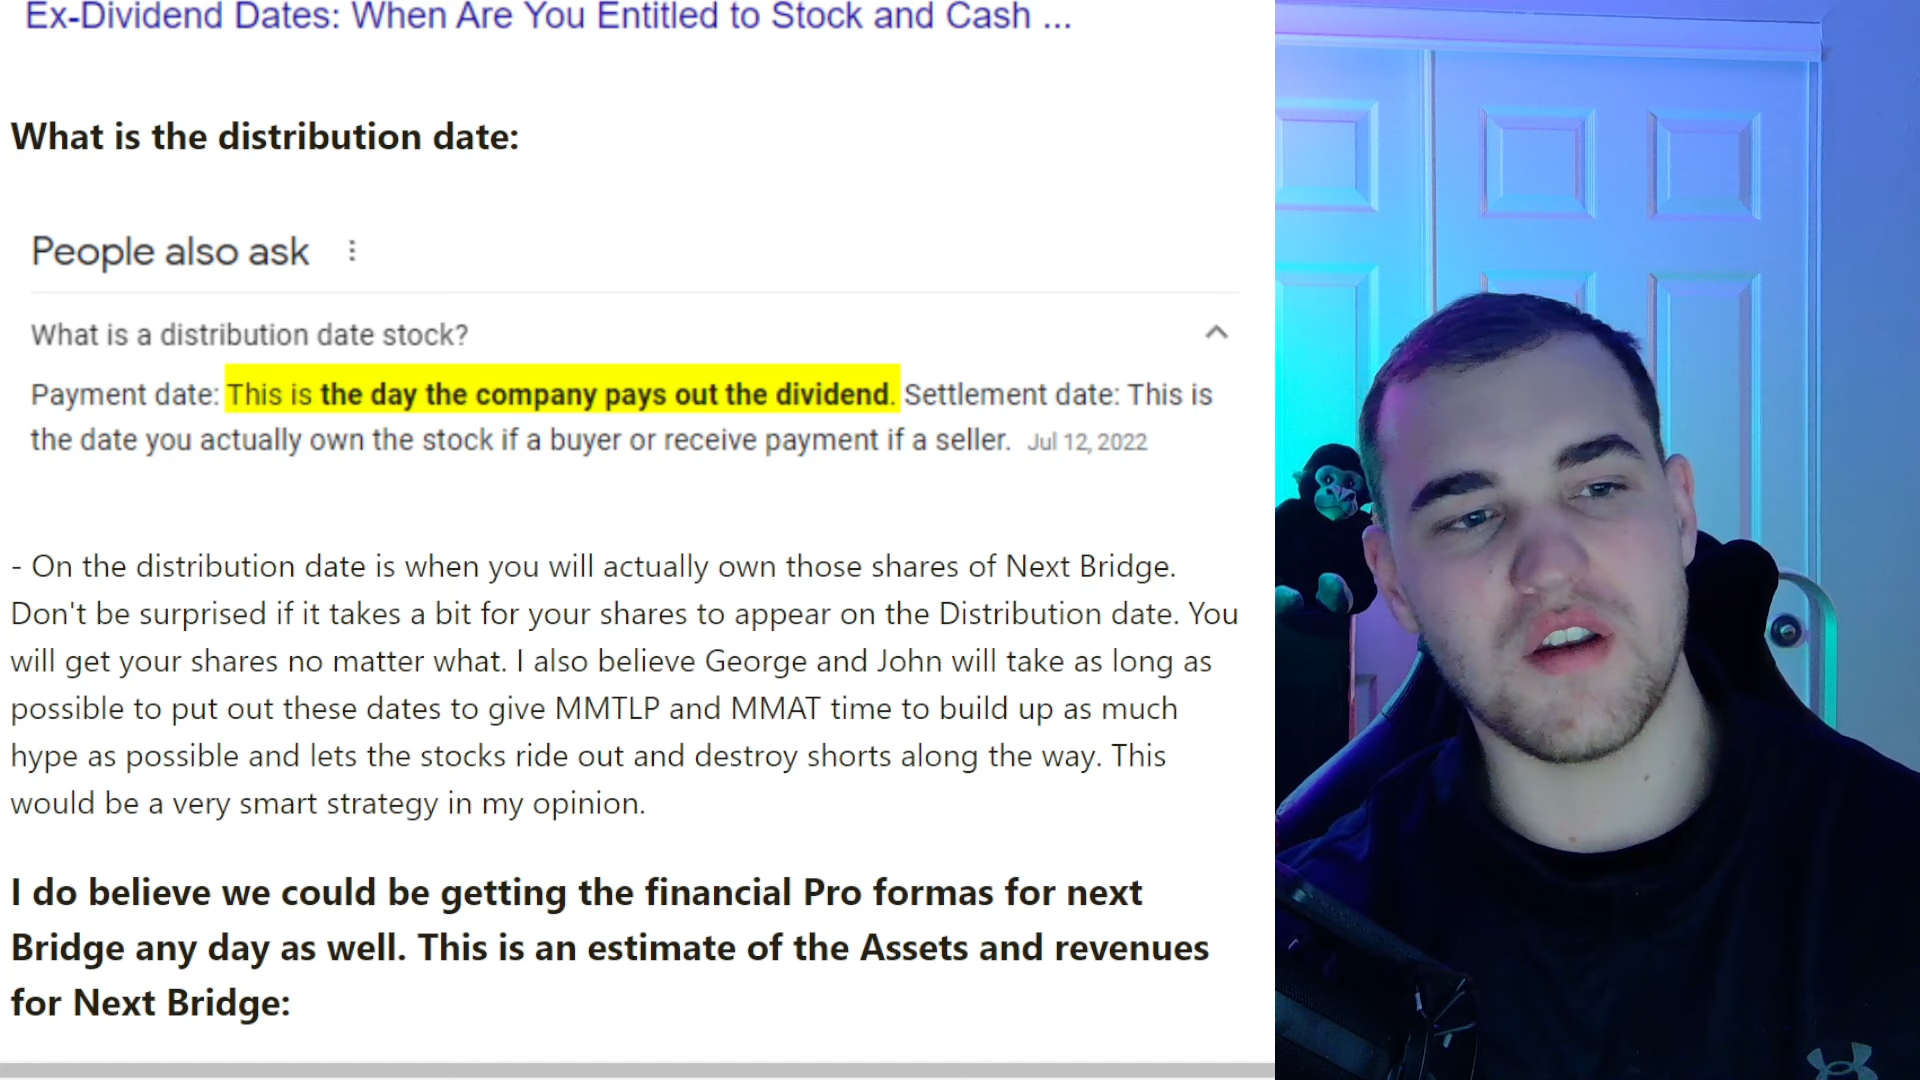 Ex-Dividend Dates: When Are You Entitled to Stock and Cash ...
What is the distribution date:
People also ask
What is a distribution date stock?
Payment date: This is the day the company pays out the dividend. Settlement date: This is
the date you actually own the stock if a buyer or receive payment if a seller. Jul 12, 2022
- On the distribution date is when you will actually own those shares of Next Bridge.
Don't be surprised if it takes a bit for your shares to appear on the Distribution date. You
will get your shares no matter what. I also believe George and John will take as long as
possible to put out these dates to give MMTLP and MMAT time to build up as much
hype as possible and lets the stocks ride out and destroy shorts along the way. This
would be a very smart strategy in my opinion.
I do believe we could be getting the financial Pro formas for next
Bridge any day as well. This is an estimate of the Assets and revenues
for Next Bridge: